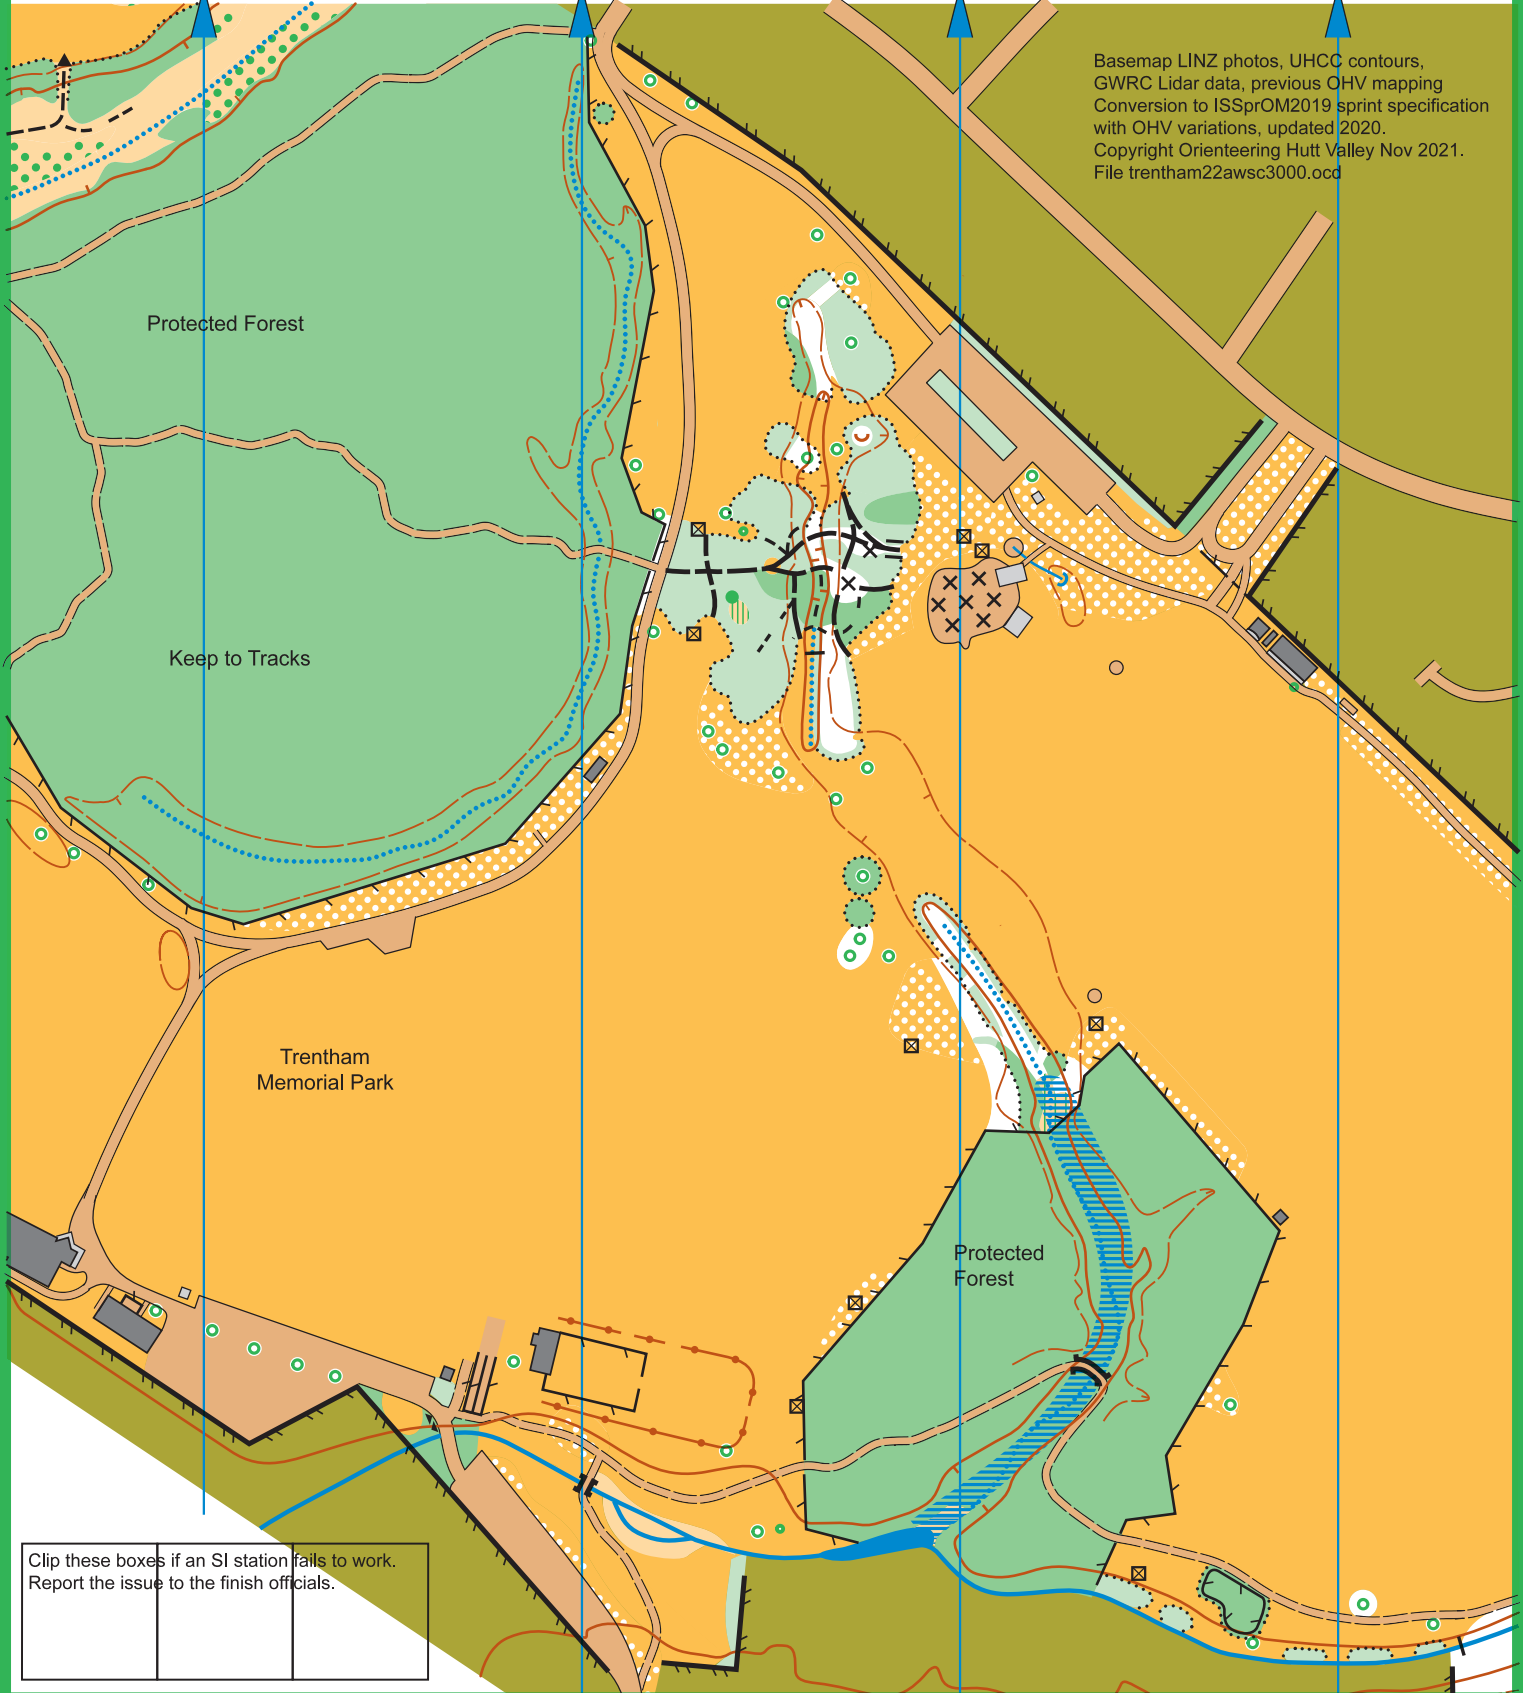 Basemap LINZ photos, UHCC contours,
GWRC Lidar data, previous OHV mapping
Conversion to ISSprOM2019 sprint specification
with OHV variations, updated 2020.
Copyright Orienteering Hutt Valley Nov 2021.
File trentham22awsc3000.ocd
Protected Forest
Keep to Tracks
Trentham
Memorial Park
Protected
Forest
Clip these boxes if an SI station fails to work.
Report the issue to the finish officials.